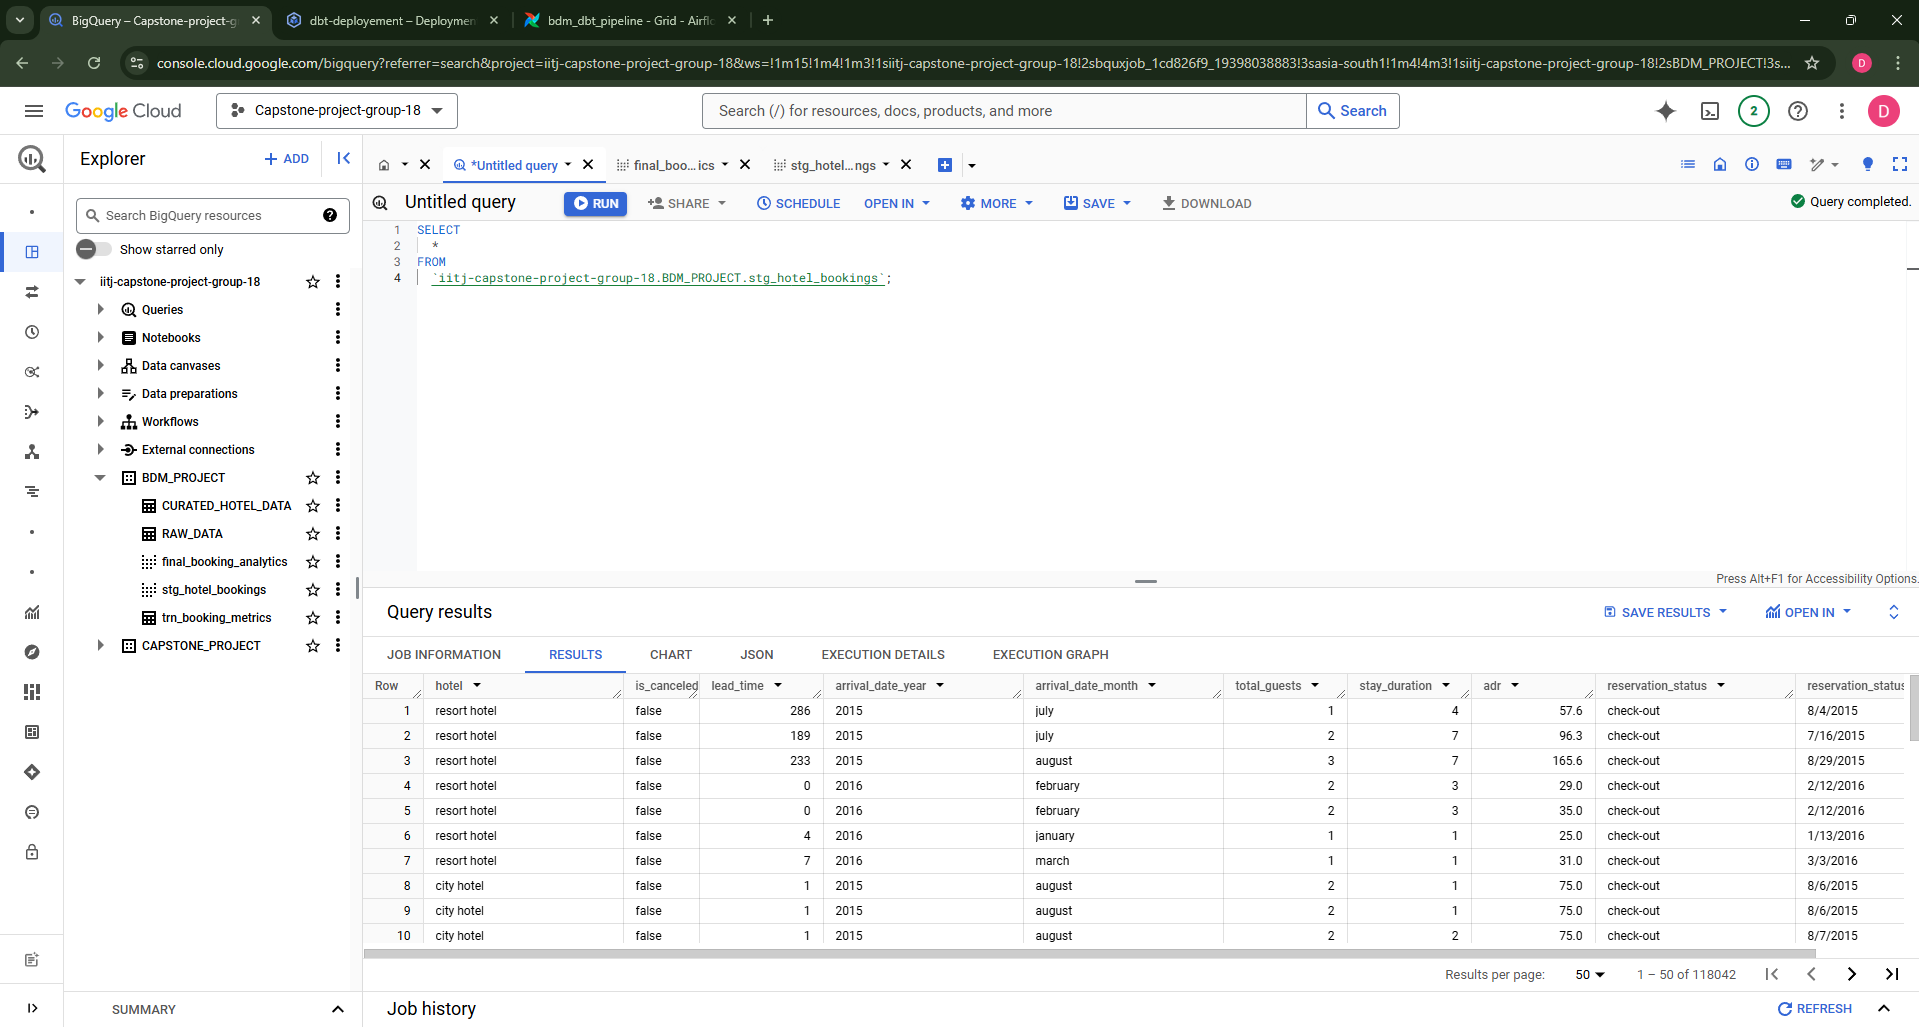 BigQuery – Capstone-project-g
dbt-deployement – Deploymen
bdm_dbt_pipeline - Grid - Airflo
console.cloud.google.com/bigquery?referrer=search&project=iitj-capstone-project-group-18&ws=!1m15!1m4!1m3!1siitj-capstone-project-group-18!2sbquxjob_1cd826f9_19398038883!3sasia-south1!1m4!4m3!1siitj-capstone-project-group-18!2sBDM_PROJECT!3s...
D
Google Cloud
Capstone-project-group-18
Search (/) for resources, docs, products, and more
Search
2
D
Explorer
+ ADD
*Untitled query
final_boo...ics
stg_hotel...ngs
Search BigQuery resources
Show starred only
Untitled query
RUN
SHARE
SCHEDULE
OPEN IN
MORE
SAVE
DOWNLOAD
Query completed.
1 SELECT
2 *
3 FROM
4 `iitj-capstone-project-group-18.BDM_PROJECT.stg_hotel_bookings`;
iitj-capstone-project-group-18
Queries
Notebooks
Data canvases
Data preparations
Workflows
External connections
BDM_PROJECT
CURATED_HOTEL_DATA
RAW_DATA
final_booking_analytics
stg_hotel_bookings
trn_booking_metrics
CAPSTONE_PROJECT
Press Alt+F1 for Accessibility Options.
Query results
SAVE RESULTS
OPEN IN
JOB INFORMATION
RESULTS
CHART
JSON
EXECUTION DETAILS
EXECUTION GRAPH
Row hotel is_canceled lead_time arrival_date_year arrival_date_month total_guests stay_duration adr reservation_status reservation_status
1 resort hotel false 286 2015 july 1 4 57.6 check-out 8/4/2015
2 resort hotel false 189 2015 july 2 7 96.3 check-out 7/16/2015
3 resort hotel false 233 2015 august 3 7 165.6 check-out 8/29/2015
4 resort hotel false 0 2016 february 2 3 29.0 check-out 2/12/2016
5 resort hotel false 0 2016 february 2 3 35.0 check-out 2/12/2016
6 resort hotel false 4 2016 january 1 1 25.0 check-out 1/13/2016
7 resort hotel false 7 2016 march 1 1 31.0 check-out 3/3/2016
8 city hotel false 1 2015 august 2 1 75.0 check-out 8/6/2015
9 city hotel false 1 2015 august 2 1 75.0 check-out 8/6/2015
10 city hotel false 1 2015 august 2 2 75.0 check-out 8/7/2015
Results per page: 50 1 – 50 of 118042
SUMMARY
Job history
REFRESH